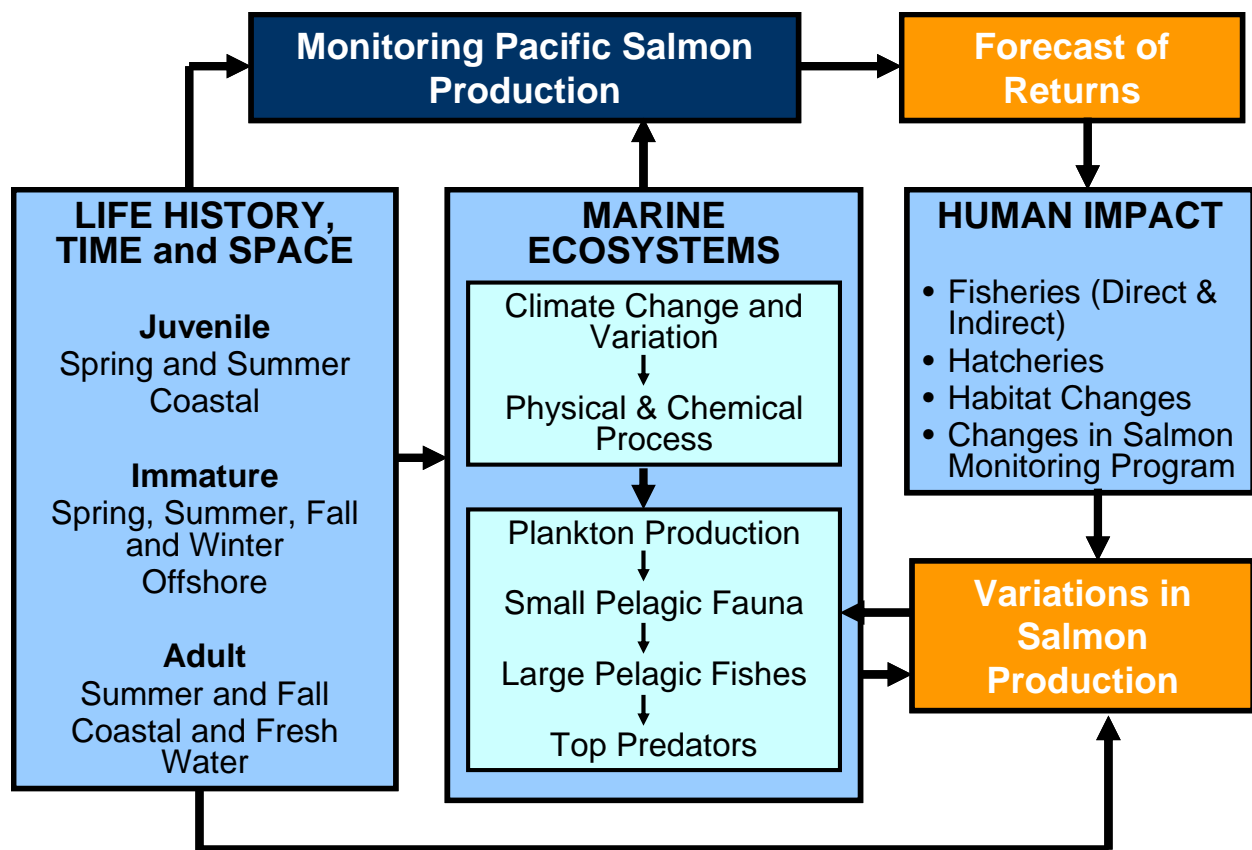 Monitoring Pacific Salmon
Production
Forecast of
Returns
LIFE HISTORY,
TIME and SPACE
Juvenile
Spring and Summer
Coastal
Immature
Spring, Summer, Fall
and Winter
Offshore
Adult
Summer and Fall
Coastal and Fresh
Water
MARINE
ECOSYSTEMS
Climate Change and
Variation
Physical & Chemical
Process
Plankton Production
Small Pelagic Fauna
Large Pelagic Fishes
Top Predators
HUMAN IMPACT
• Fisheries (Direct &
Indirect)
• Hatcheries
• Habitat Changes
• Changes in Salmon
Monitoring Program
Variations in
Salmon
Production